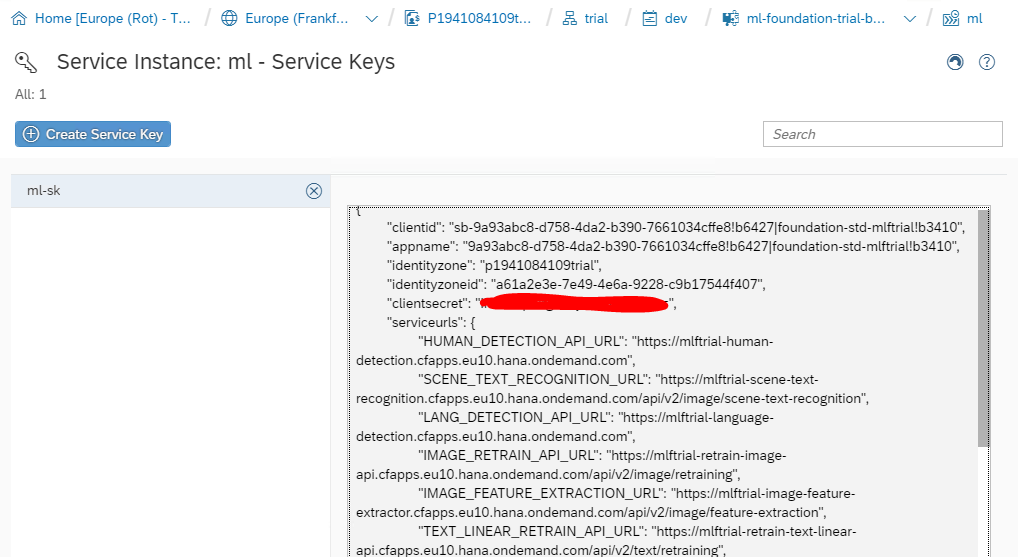 Home [Europe (Rot) - T... / Europe (Frankf... / P1941084109t... / trial / dev / ml-foundation-trial-b... / ml
Service Instance: ml - Service Keys
All: 1
Create Service Key
Search
ml-sk
{
"clientid": "sb-9a93abc8-d758-4da2-b390-7661034cffe8!b6427|foundation-std-mlftrial!b3410",
"appname": "9a93abc8-d758-4da2-b390-7661034cffe8!b6427|foundation-std-mlftrial!b3410",
"identityzone": "p1941084109trial",
"identityzoneid": "a61a2e3e-7e49-4e6a-9228-c9b17544f407",
"clientsecret": "",
"serviceurls": {
"HUMAN_DETECTION_API_URL": "https://mlftrial-human-
detection.cfapps.eu10.hana.ondemand.com",
"SCENE_TEXT_RECOGNITION_URL": "https://mlftrial-scene-text-
recognition.cfapps.eu10.hana.ondemand.com/api/v2/image/scene-text-recognition",
"LANG_DETECTION_API_URL": "https://mlftrial-language-
detection.cfapps.eu10.hana.ondemand.com",
"IMAGE_RETRAIN_API_URL": "https://mlftrial-retrain-image-
api.cfapps.eu10.hana.ondemand.com/api/v2/image/retraining",
"IMAGE_FEATURE_EXTRACTION_URL": "https://mlftrial-image-feature-
extractor.cfapps.eu10.hana.ondemand.com/api/v2/image/feature-extraction",
"TEXT_LINEAR_RETRAIN_API_URL": "https://mlftrial-retrain-text-linear-
api.cfapps.eu10.hana.ondemand.com/api/v2/text/retraining",